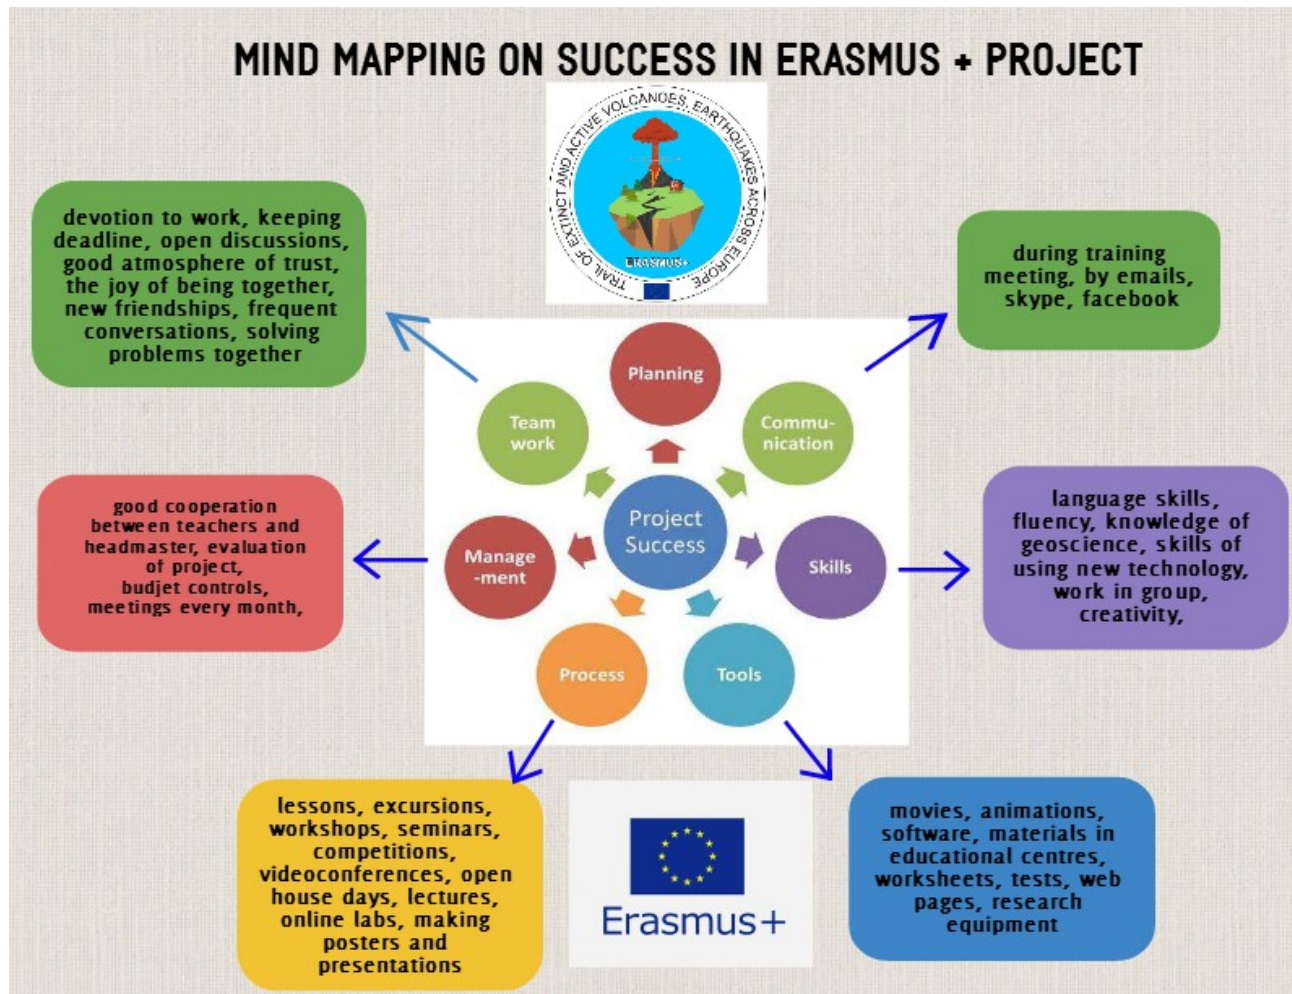 MIND MAPPING ON SUCCESS IN ERASMUS + PROJECT
TRAIL OF EXTINCT AND ACTIVE VOLCANOES, EARTHQUAKES ACROSS EUROPE
ERASMUS+
devotion to work, keeping
deadline, open discussions,
good atmosphere of trust,
the joy of being together,
new friendships, frequent
conversations, solving
problems together
during training
meeting, by emails,
skype, facebook
Planning
Team
work
Commu-
nication
Project
Success
Manage
-ment
Skills
Process
Tools
good cooperation
between teachers and
headmaster, evaluation
of project,
budjet controls,
meetings every month,
language skills,
fluency, knowledge of
geoscience, skills of
using new technology,
work in group,
creativity,
lessons, excursions,
workshops, seminars,
competitions,
videoconferences, open
house days, lectures,
online labs, making
posters and
presentations
Erasmus+
movies, animations,
software, materials in
educational centres,
worksheets, tests, web
pages, research
equipment